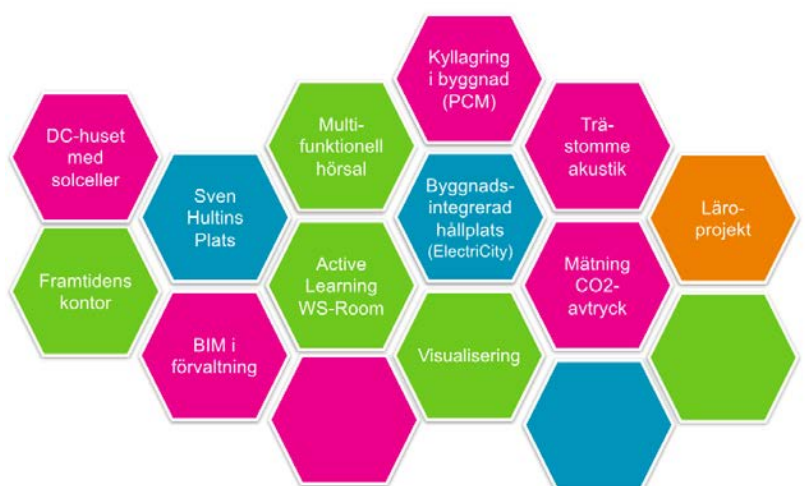 Kyllagring
i byggnad
(PCM)
DC-huset
med
solceller
Multi-
funktionell
hörsal
Trä-
stomme
akustik
Sven
Hultins
Plats
Byggnads-
integrerad
hållplats
(ElectriCity)
Läro-
projekt
Framtidens
kontor
Active
Learning
WS-Room
Mätning
CO2-
avtryck
BIM i
förvaltning
Visualisering